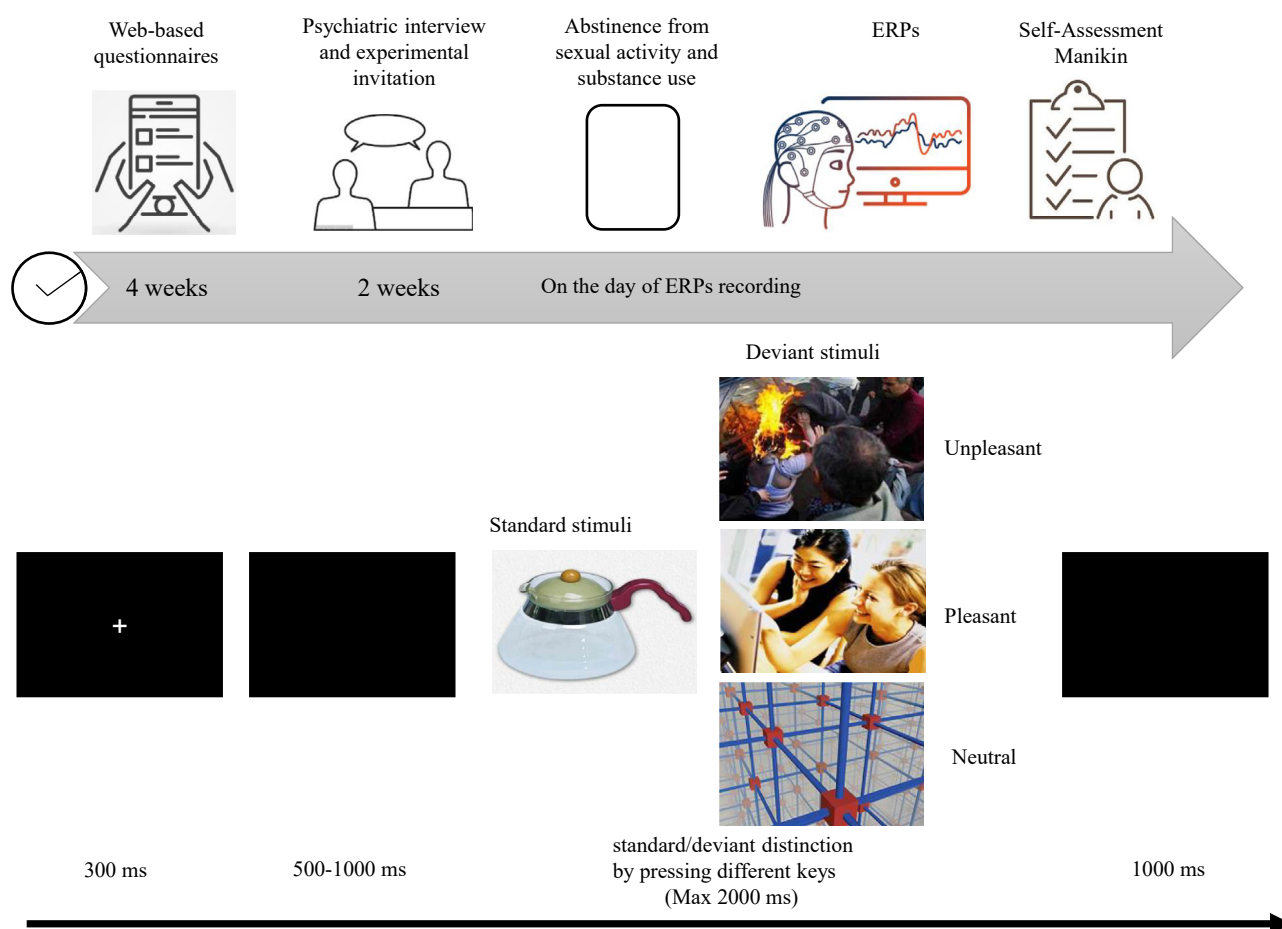 Web-based
questionnaires
Psychiatric interview
and experimental
invitation
Abstinence from
sexual activity and
substance use
ERPs
Self-Assessment
Manikin
4 weeks
2 weeks
On the day of ERPs recording
Deviant stimuli
Unpleasant
Standard stimuli
Pleasant
Neutral
300 ms
500-1000 ms
standard/deviant distinction
by pressing different keys
(Max 2000 ms)
1000 ms